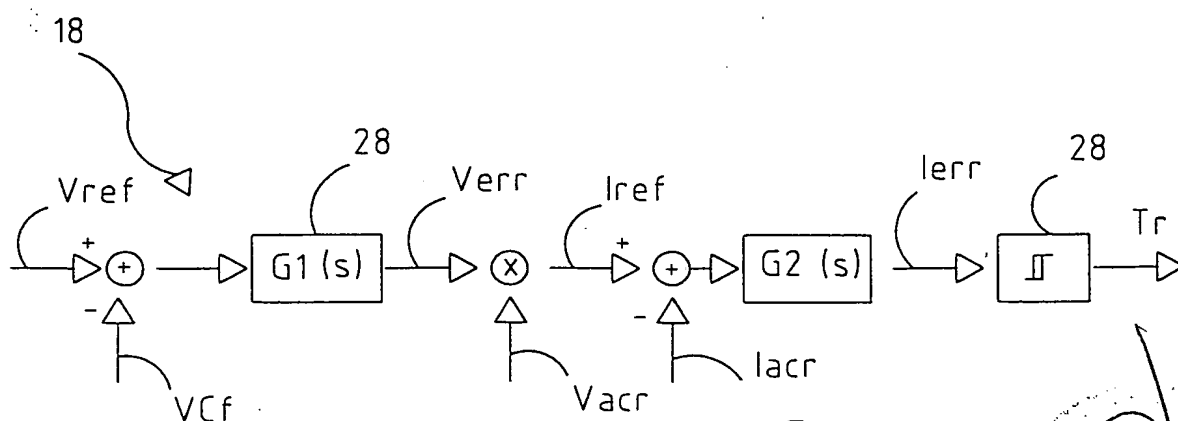 18
28
28
Vref
Verr
Iref
Ierr
Tr
+
+
G1 (s)
X
+
+
G2 (s)
-
-
VCf
Vacr
Iacr